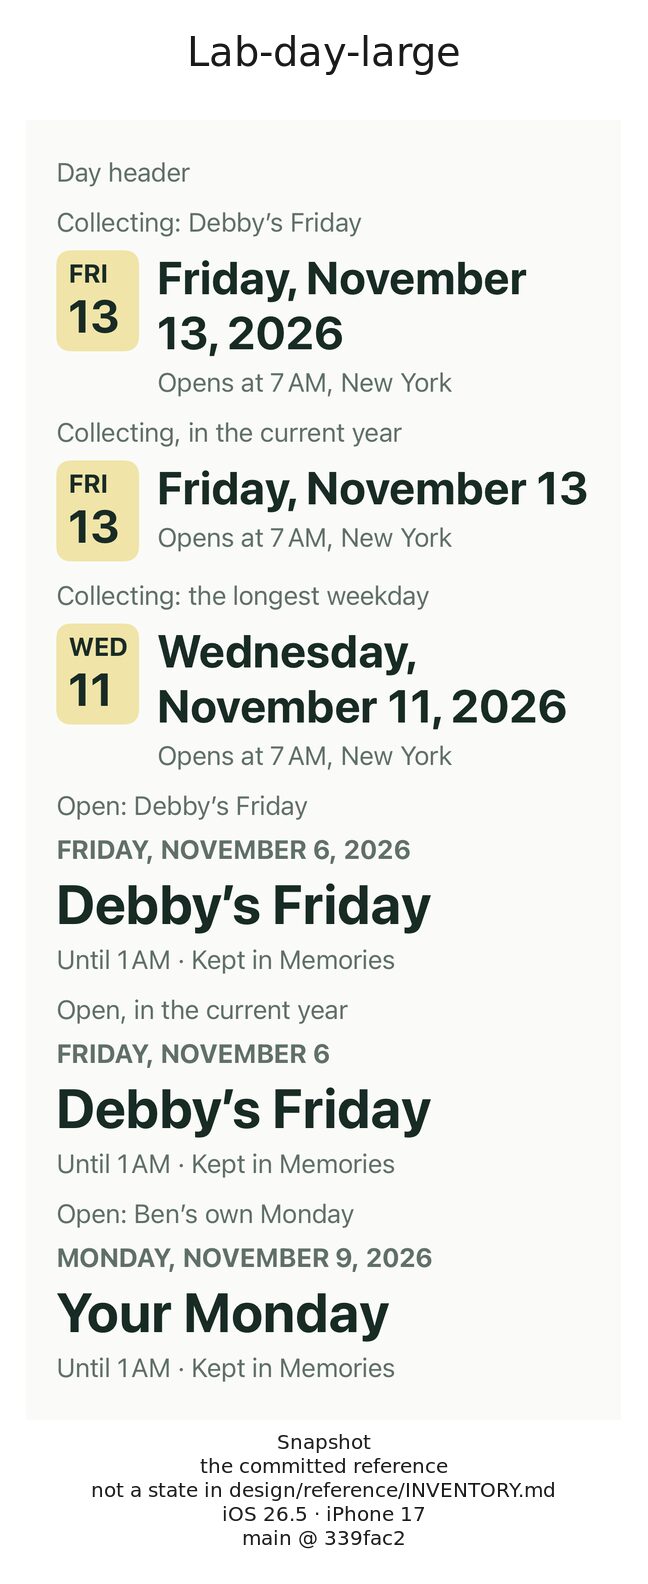 Lab-day-large
Day header
Collecting: Debby’s Friday
FRI
13
Friday, November
13, 2026
Opens at 7 AM, New York
Collecting, in the current year
FRI
13
Friday, November 13
Opens at 7 AM, New York
Collecting: the longest weekday
WED
11
Wednesday,
November 11, 2026
Opens at 7 AM, New York
Open: Debby’s Friday
FRIDAY, NOVEMBER 6, 2026
Debby’s Friday
Until 1 AM · Kept in Memories
Open, in the current year
FRIDAY, NOVEMBER 6
Debby’s Friday
Until 1 AM · Kept in Memories
Open: Ben’s own Monday
MONDAY, NOVEMBER 9, 2026
Your Monday
Until 1 AM · Kept in Memories
Snapshot
the committed reference
not a state in design/reference/INVENTORY.md
iOS 26.5 · iPhone 17
main @ 339fac2